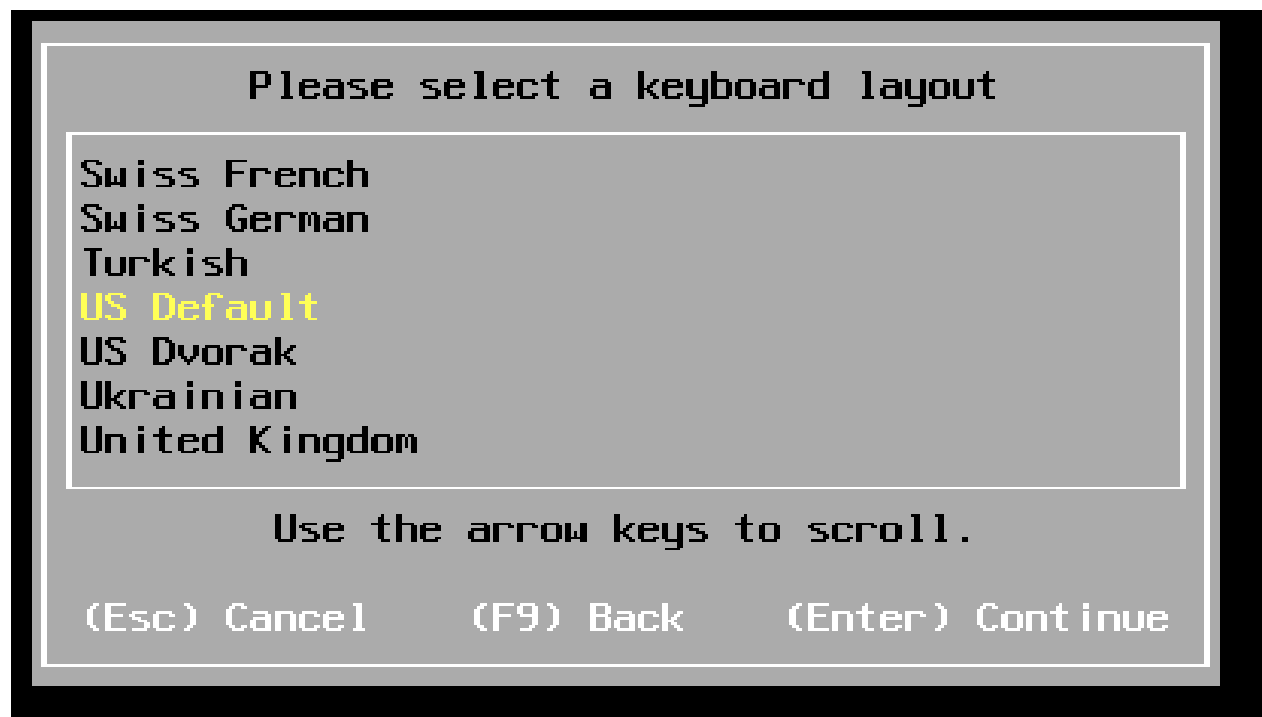 Please select a keyboard layout
Swiss French
Swiss German
Turkish
US Default
US Dvorak
Ukrainian
United Kingdom
Use the arrow keys to scroll.
(Esc) Cancel (F9) Back (Enter) Continue